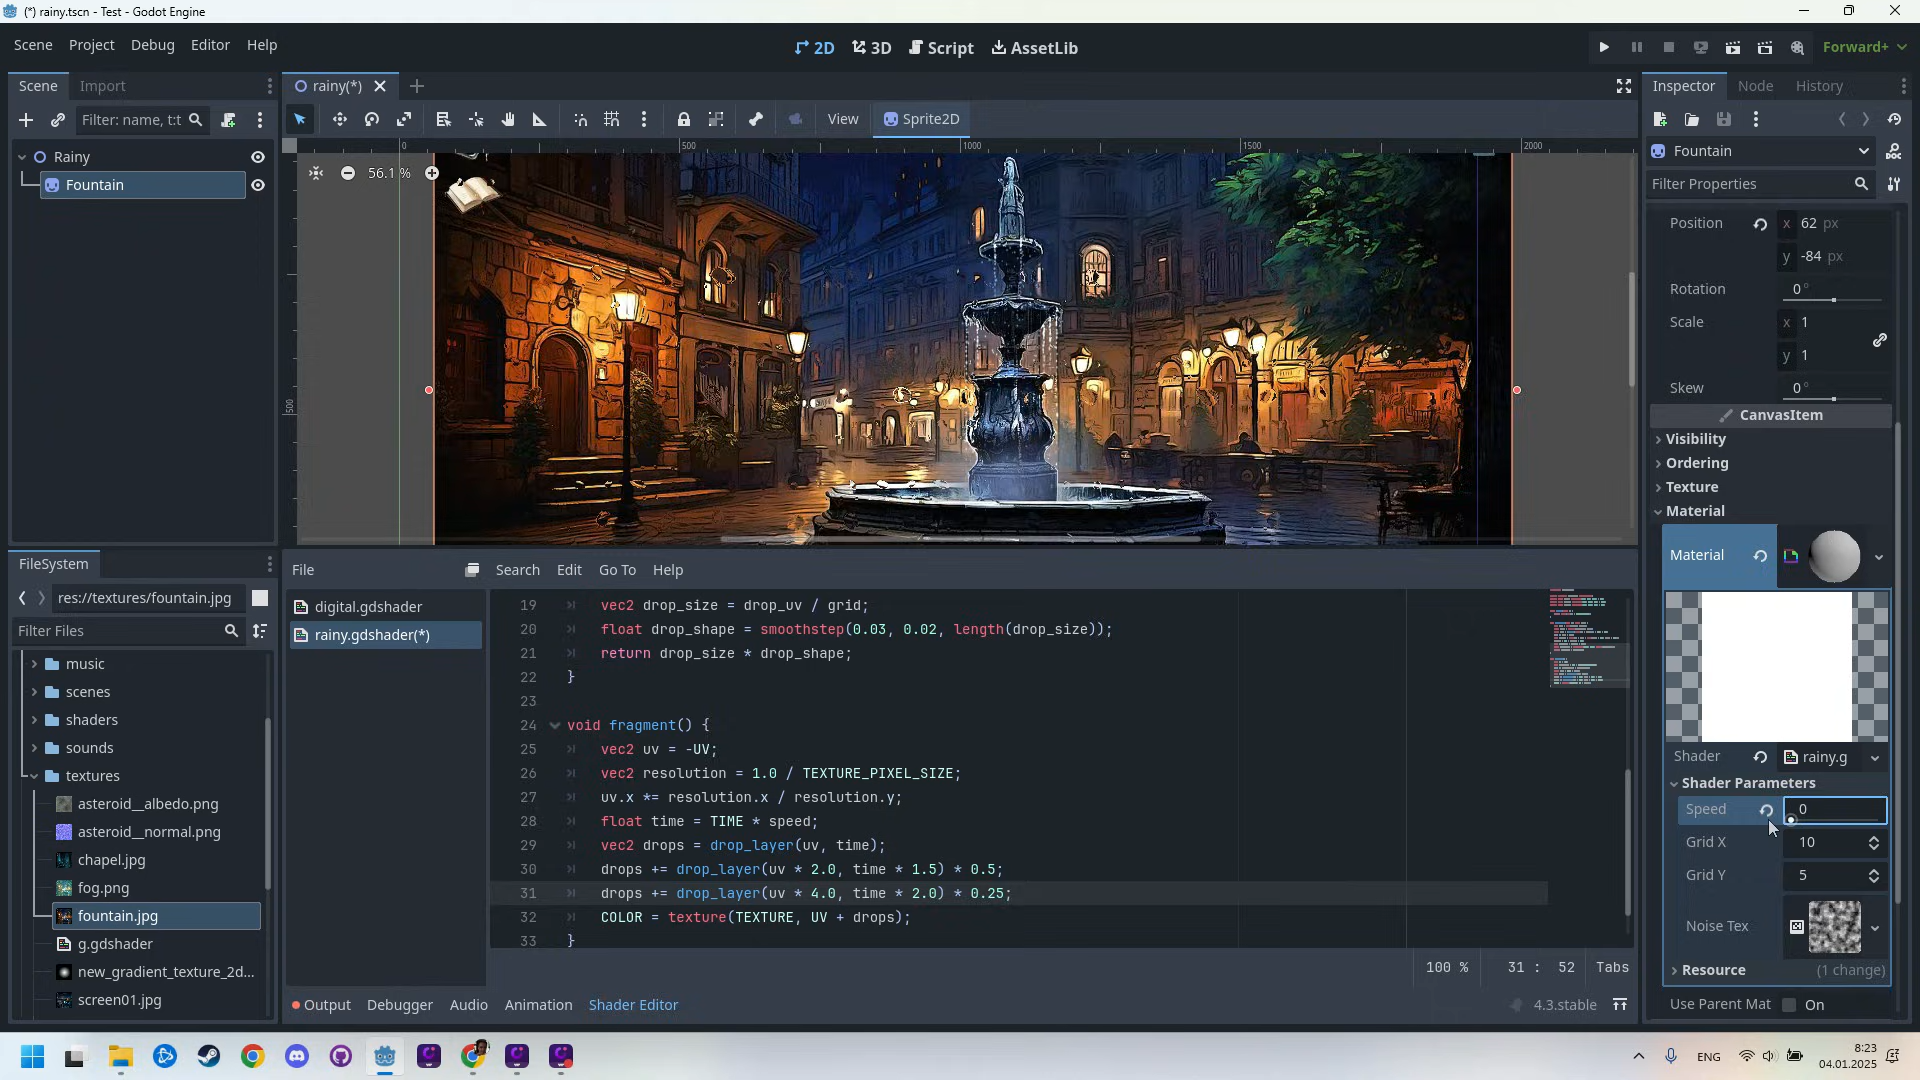 (*) rainy.tscn - Test - Godot Engine
Scene Project Debug Editor Help
2D 3D Script AssetLib
Forward+
Scene Import
rainy(*)
Inspector Node History
Filter: name, t:t
View Sprite2D
Rainy
Fountain
0 500 1000 1500 2000
56.1 %
500
Fountain
Filter Properties
Position x 62 px
y -84 px
Rotation 0 °
Scale x 1
y 1
Skew 0 °
CanvasItem
Visibility
Ordering
Texture
Material
Material
Shader rainy.g
Shader Parameters
Speed 0
Grid X 10
Grid Y 5
Noise Tex
Resource (1 change)
Use Parent Mat On
FileSystem
res://textures/fountain.jpg
Filter Files
music
scenes
shaders
sounds
textures
asteroid__albedo.png
asteroid__normal.png
chapel.jpg
fog.png
fountain.jpg
g.gdshader
new_gradient_texture_2d...
screen01.jpg
File Search Edit Go To Help
digital.gdshader
rainy.gdshader(*)
19 vec2 drop_size = drop_uv / grid;
20 float drop_shape = smoothstep(0.03, 0.02, length(drop_size));
21 return drop_size * drop_shape;
22 }
23
24 void fragment() {
25 vec2 uv = -UV;
26 vec2 resolution = 1.0 / TEXTURE_PIXEL_SIZE;
27 uv.x *= resolution.x / resolution.y;
28 float time = TIME * speed;
29 vec2 drops = drop_layer(uv, time);
30 drops += drop_layer(uv * 2.0, time * 1.5) * 0.5;
31 drops += drop_layer(uv * 4.0, time * 2.0) * 0.25;
32 COLOR = texture(TEXTURE, UV + drops);
33 }
100 % 31 : 52 Tabs
Output Debugger Audio Animation Shader Editor
4.3.stable
ENG
8:23
04.01.2025